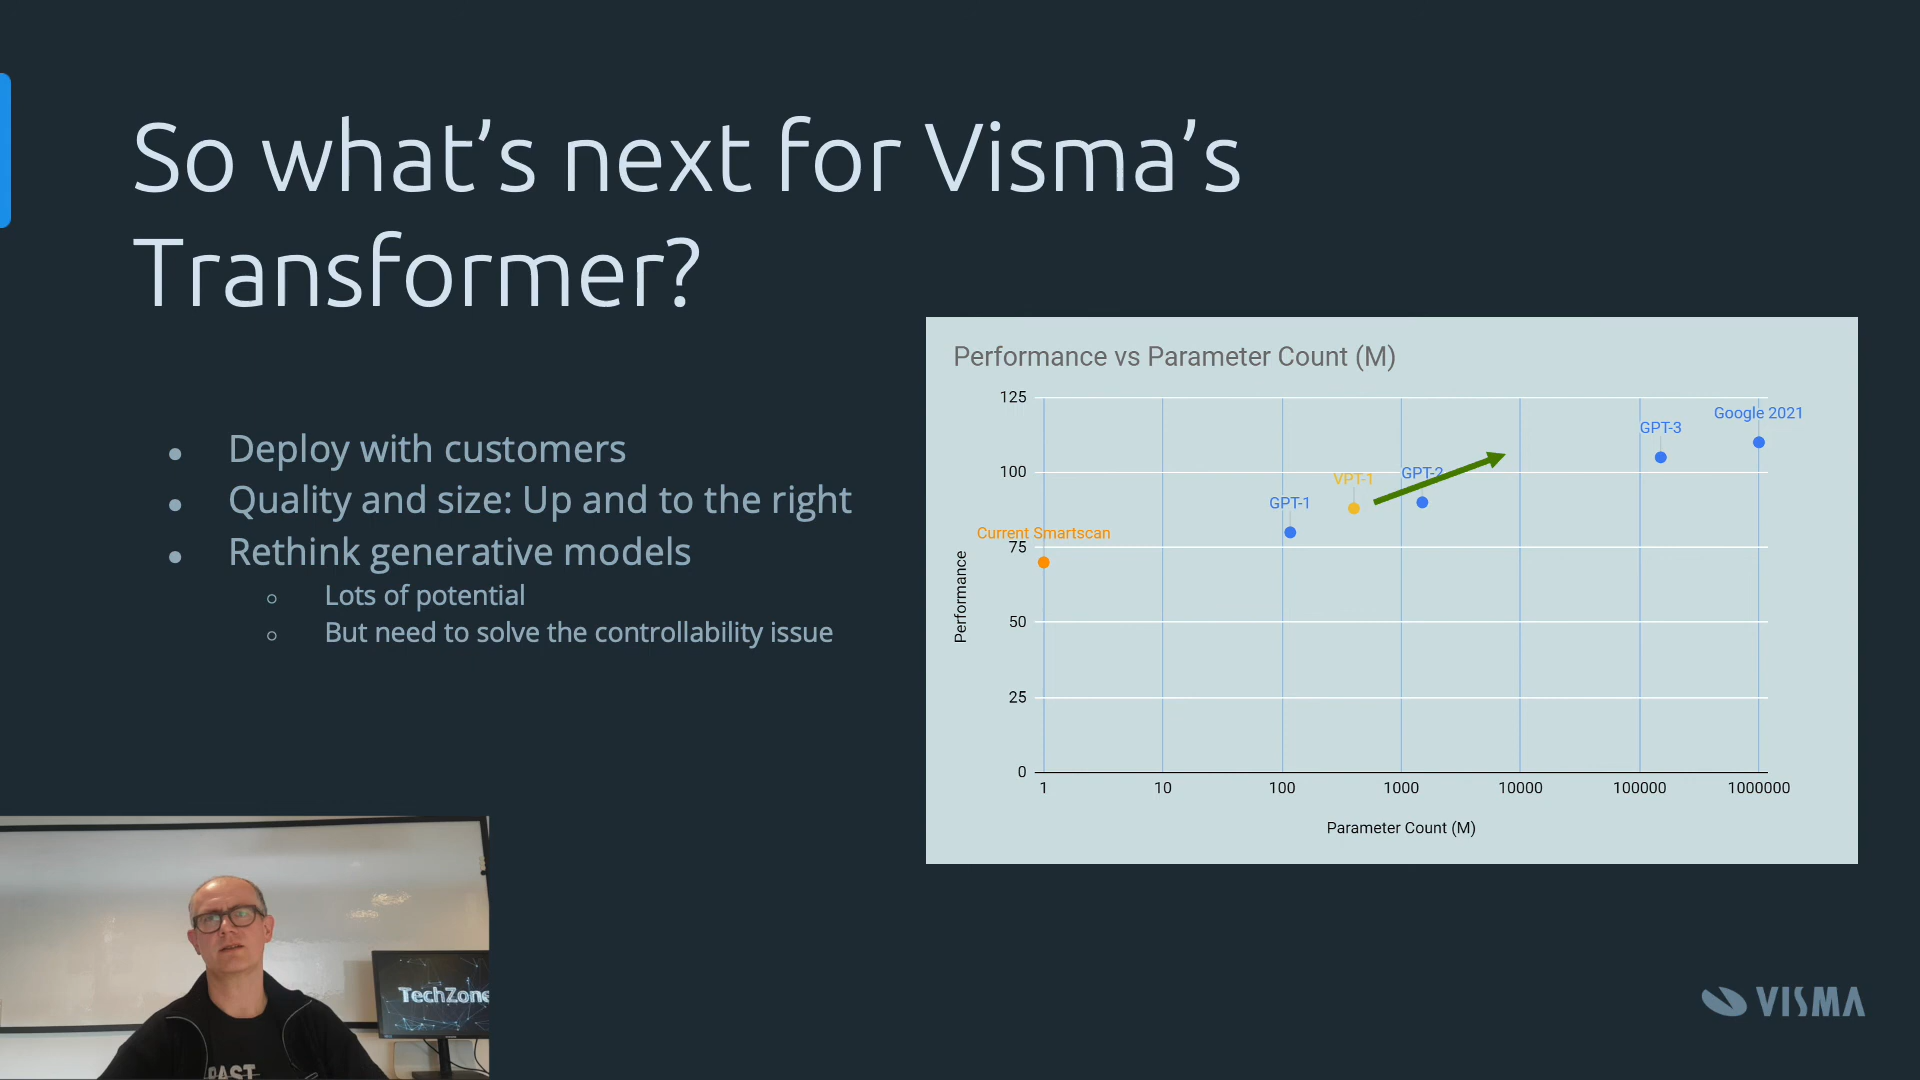 So what's next for Visma's
Transformer?
Deploy with customers
Quality and size: Up and to the right
Rethink generative models
Lots of potential
But need to solve the controllability issue
Performance vs Parameter Count (M)
125
100
75
50
25
0
Performance
Current Smartscan
GPT-1
VPT-1
GPT-2
GPT-3
Google 2021
1 10 100 1000 10000 100000 1000000
Parameter Count (M)
TechZone
VISMA